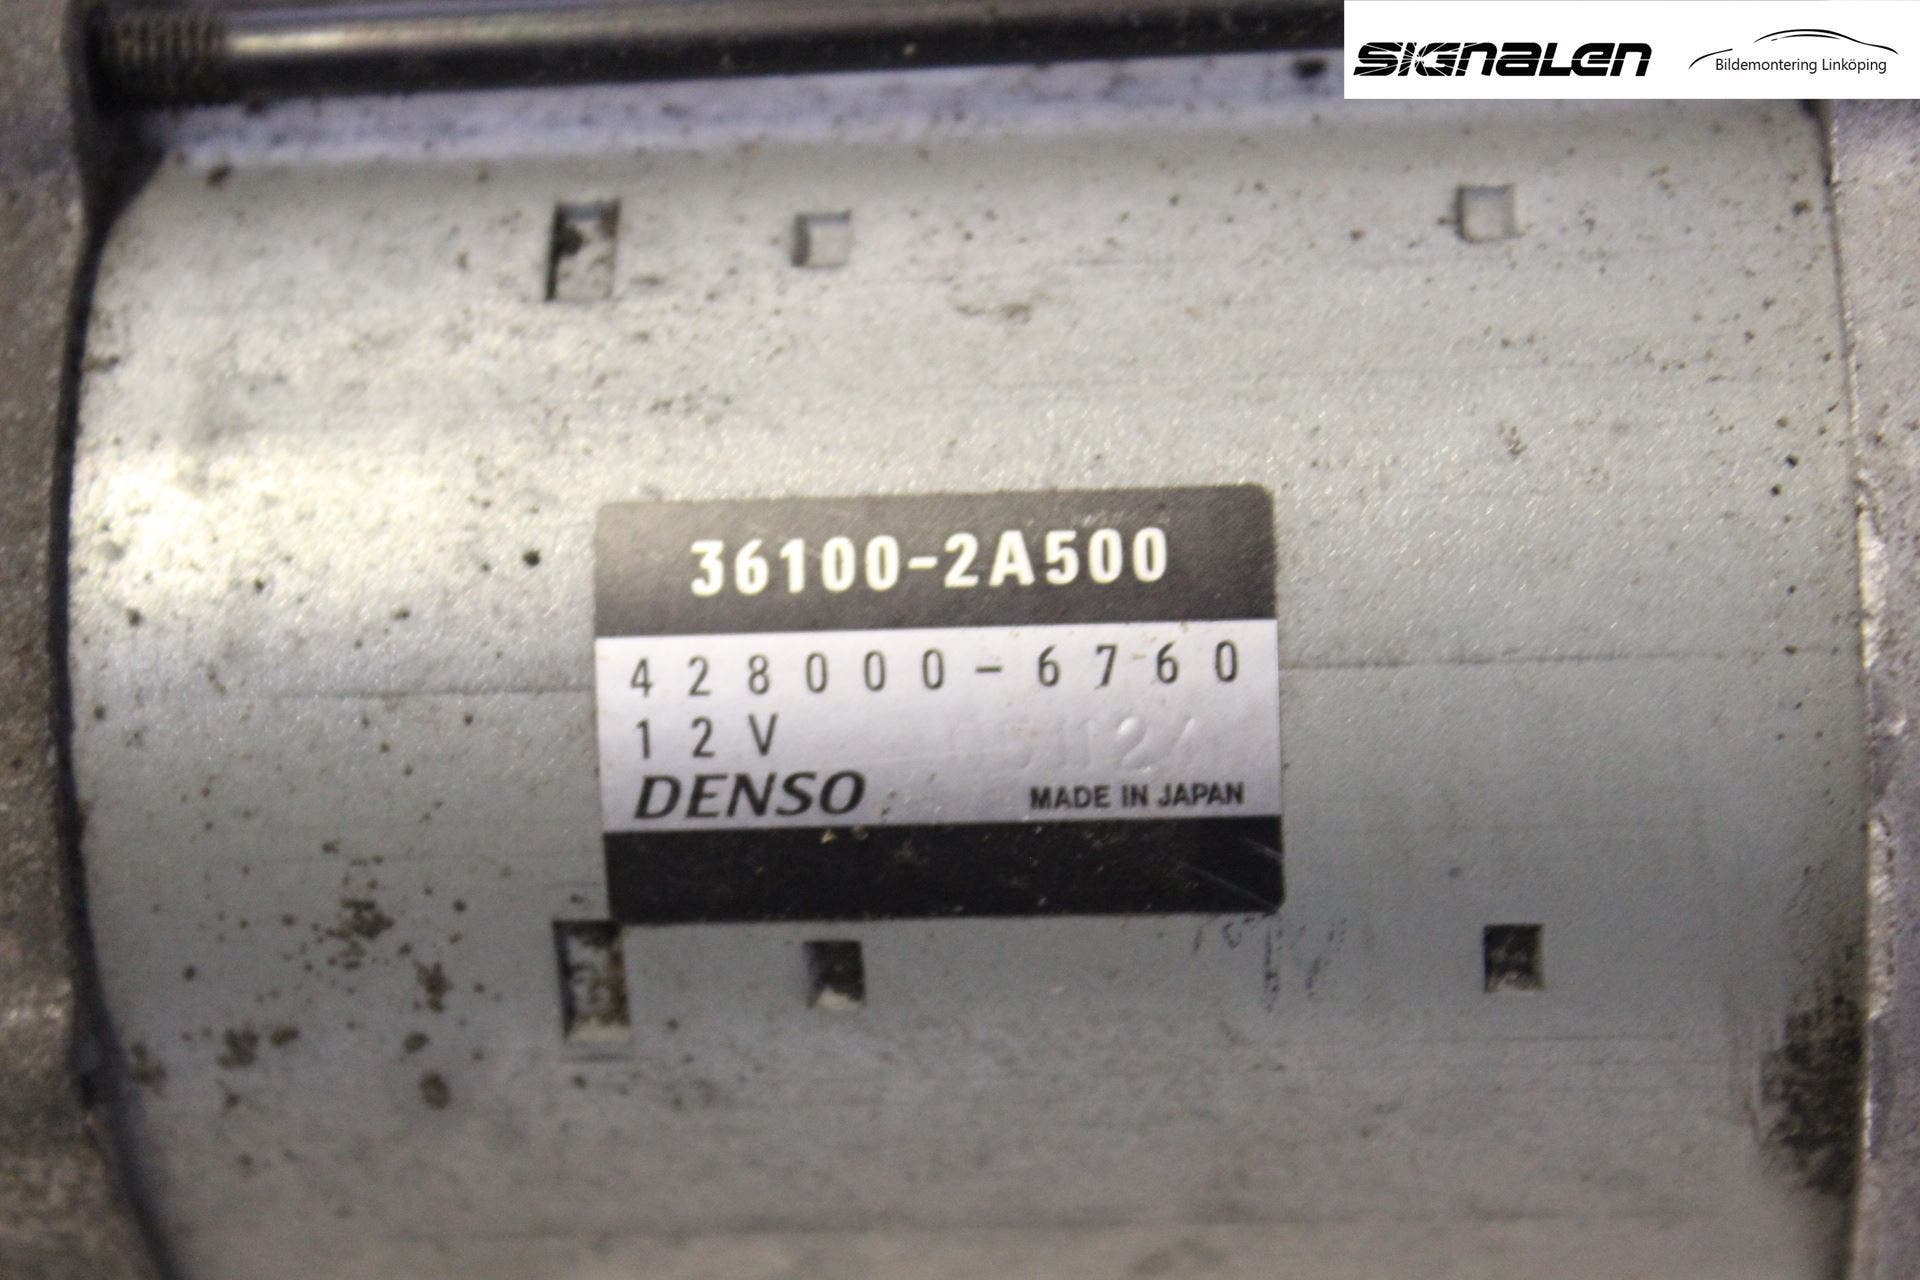 SIGNALEN
Bildemontering Linköping
36100-2A500
428000-6760
12V
DENSO MADE IN JAPAN